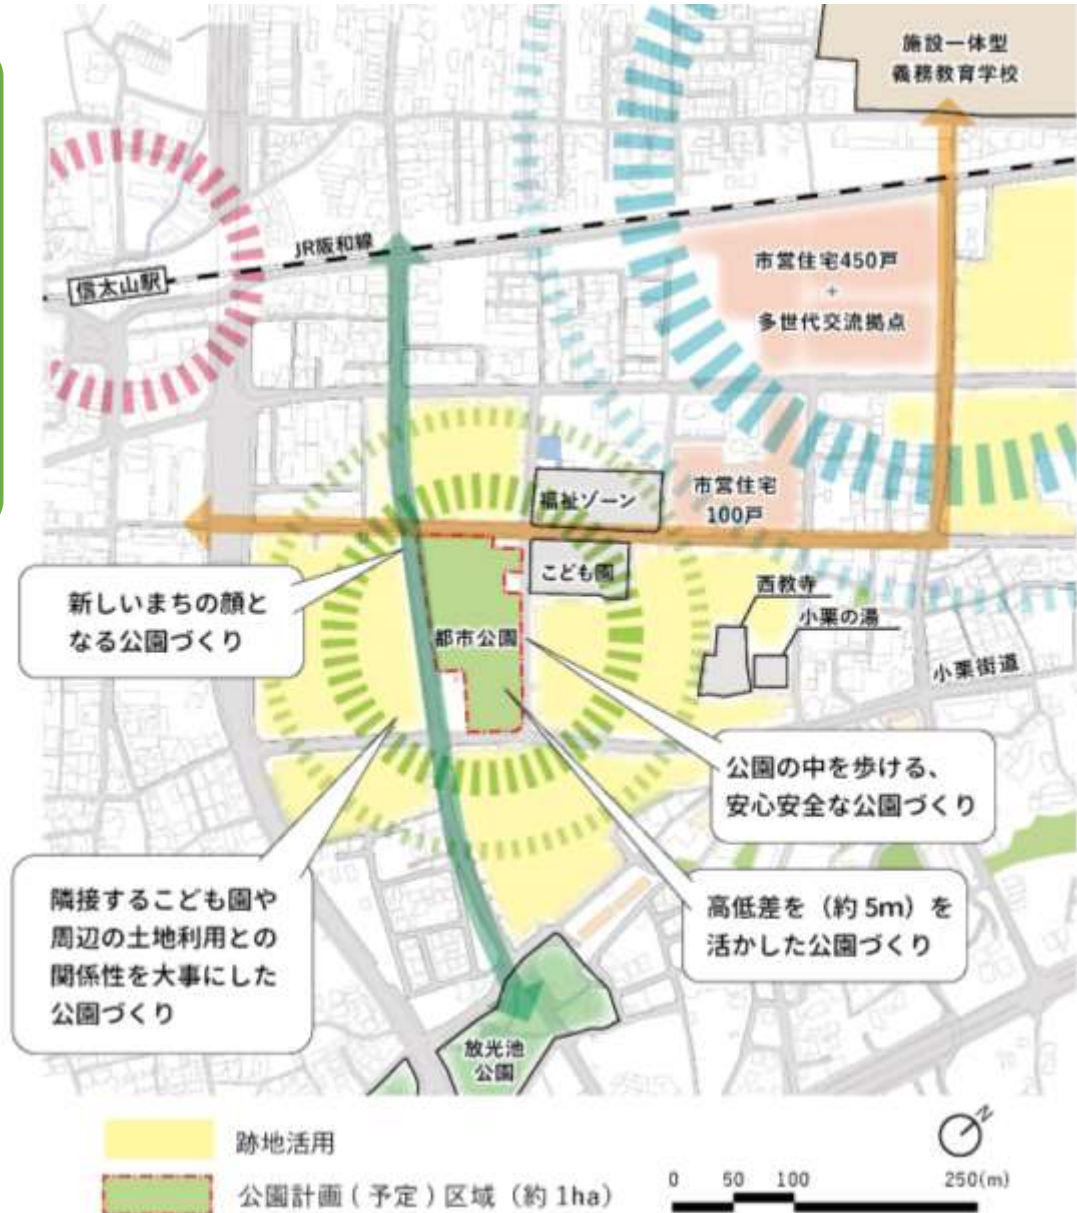 施設一体型
義務教育学校
JR阪和線
信太山駅
市営住宅450戸
+
多世代交流拠点
福祉ゾーン
市営住宅
100戸
こども園
西教寺
小栗の湯
新しいまちの顔と
なる公園づくり
都市公園
小栗街道
公園の中を歩ける、
安心安全な公園づくり
隣接するこども園や
周辺の土地利用との
関係性を大事にした
公園づくり
高低差を（約5m）を
活かした公園づくり
放光池
公園
跡地活用
公園計画(予定)区域（約1ha）
N
0 50 100 250(m)